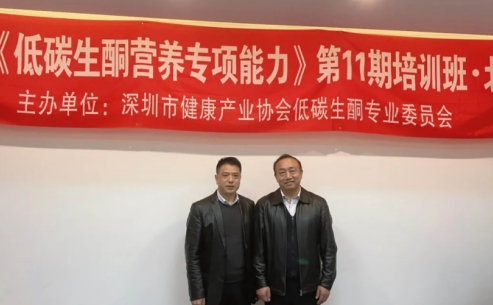 《低碳生酮营养专项能力》第11期培训班·北
主办单位：深圳市健康产业协会低碳生酮专业委员会